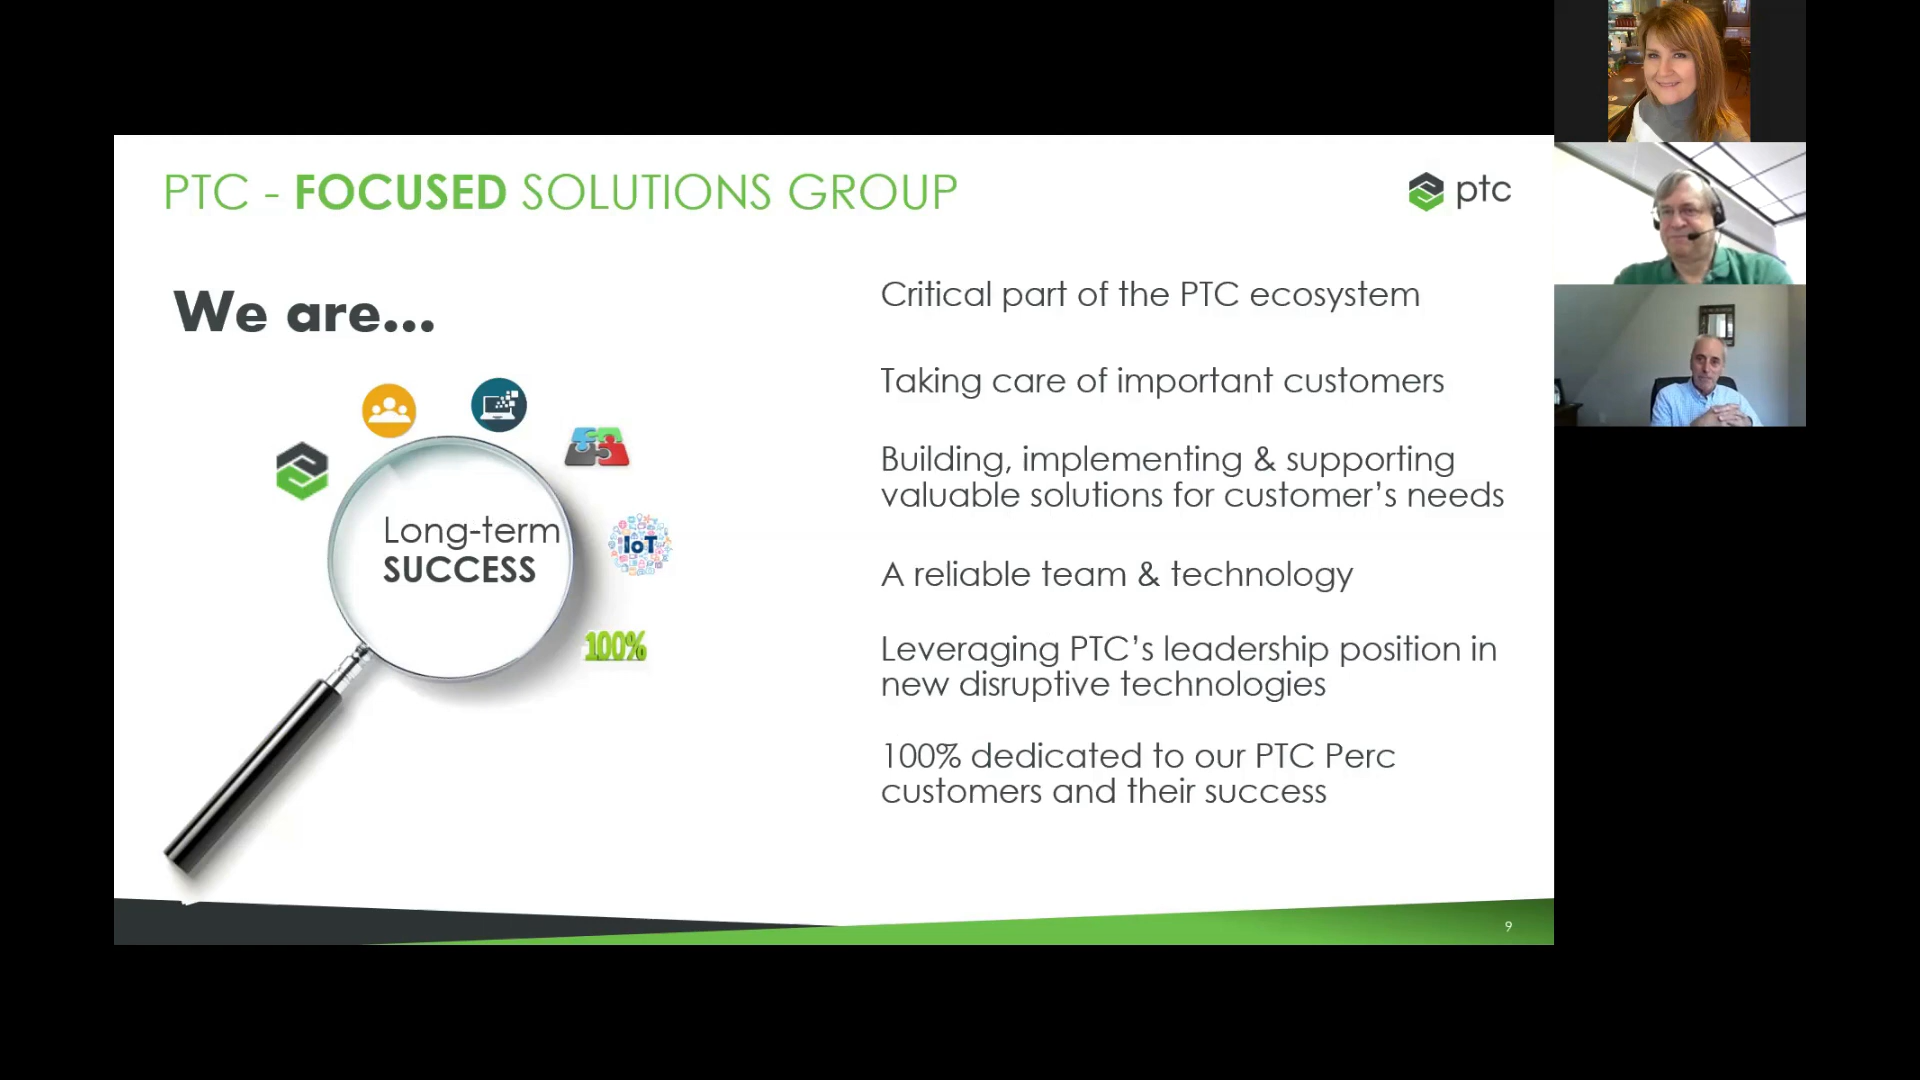 PTC - FOCUSED SOLUTIONS GROUP
ptc
We are...
Long-term
SUCCESS
IoT
100%
Critical part of the PTC ecosystem
Taking care of important customers
Building, implementing & supporting
valuable solutions for customer’s needs
A reliable team & technology
Leveraging PTC’s leadership position in
new disruptive technologies
100% dedicated to our PTC Perc
customers and their success
9